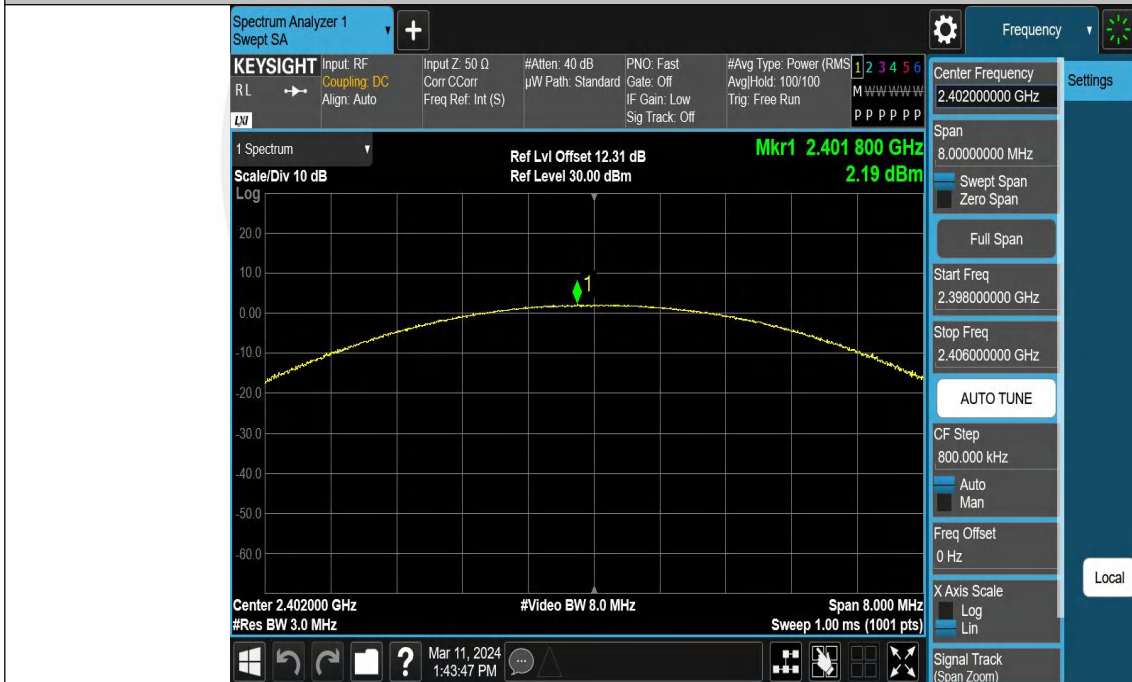 Spectrum Analyzer 1
Swept SA
Frequency
KEYSIGHT
RL
LXI
Input: RF
Coupling: DC
Align: Auto
Input Z: 50 Ω
Corr CCorr
Freq Ref: Int (S)
#Atten: 40 dB
µW Path: Standard
PNO: Fast
Gate: Off
IF Gain: Low
Sig Track: Off
#Avg Type: Power (RMS
Avg|Hold: 100/100
Trig: Free Run
1 2 3 4 5 6
M W W W W W
P P P P P P
1 Spectrum
Scale/Div 10 dB
Log
Ref Lvl Offset 12.31 dB
Ref Level 30.00 dBm
Mkr1 2.401 800 GHz
2.19 dBm
20.0
10.0
0.00
-10.0
-20.0
-30.0
-40.0
-50.0
-60.0
1
Center 2.402000 GHz
#Res BW 3.0 MHz
#Video BW 8.0 MHz
Span 8.000 MHz
Sweep 1.00 ms (1001 pts)
?
Mar 11, 2024
1:43:47 PM
Center Frequency
2.402000000 GHz
Settings
Span
8.00000000 MHz
Swept Span
Zero Span
Full Span
Start Freq
2.398000000 GHz
Stop Freq
2.406000000 GHz
AUTO TUNE
CF Step
800.000 kHz
Auto
Man
Freq Offset
0 Hz
X Axis Scale
Log
Lin
Local
Signal Track
(Span Zoom)